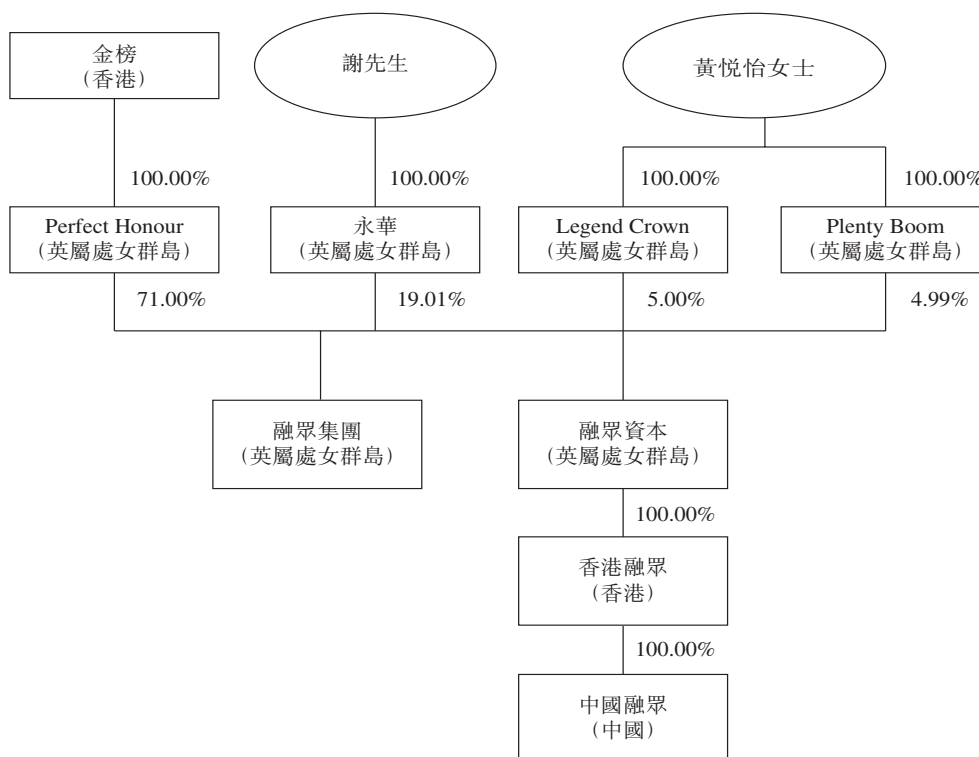 金榜
(香港)
謝先生
黃悦怡女士
100.00%
100.00%
100.00%
100.00%
Perfect Honour
(英屬處女群島)
永華
(英屬處女群島)
Legend Crown
(英屬處女群島)
Plenty Boom
(英屬處女群島)
71.00%
19.01%
5.00%
4.99%
融眾集團
(英屬處女群島)
融眾資本
(英屬處女群島)
100.00%
香港融眾
(香港)
100.00%
中國融眾
(中國)